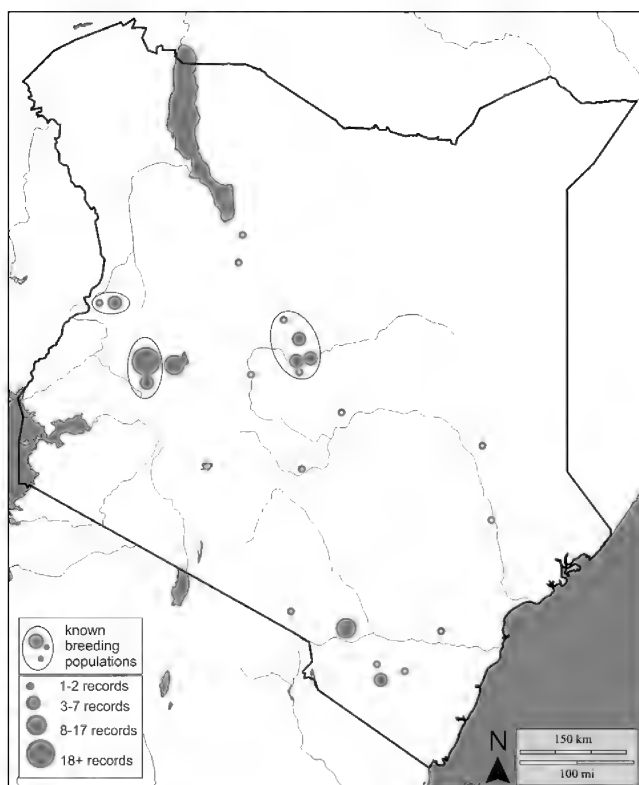 known
breeding
populations
1-2 records
3-7 records
8-17 records
18+ records
N
150 km
100 mi